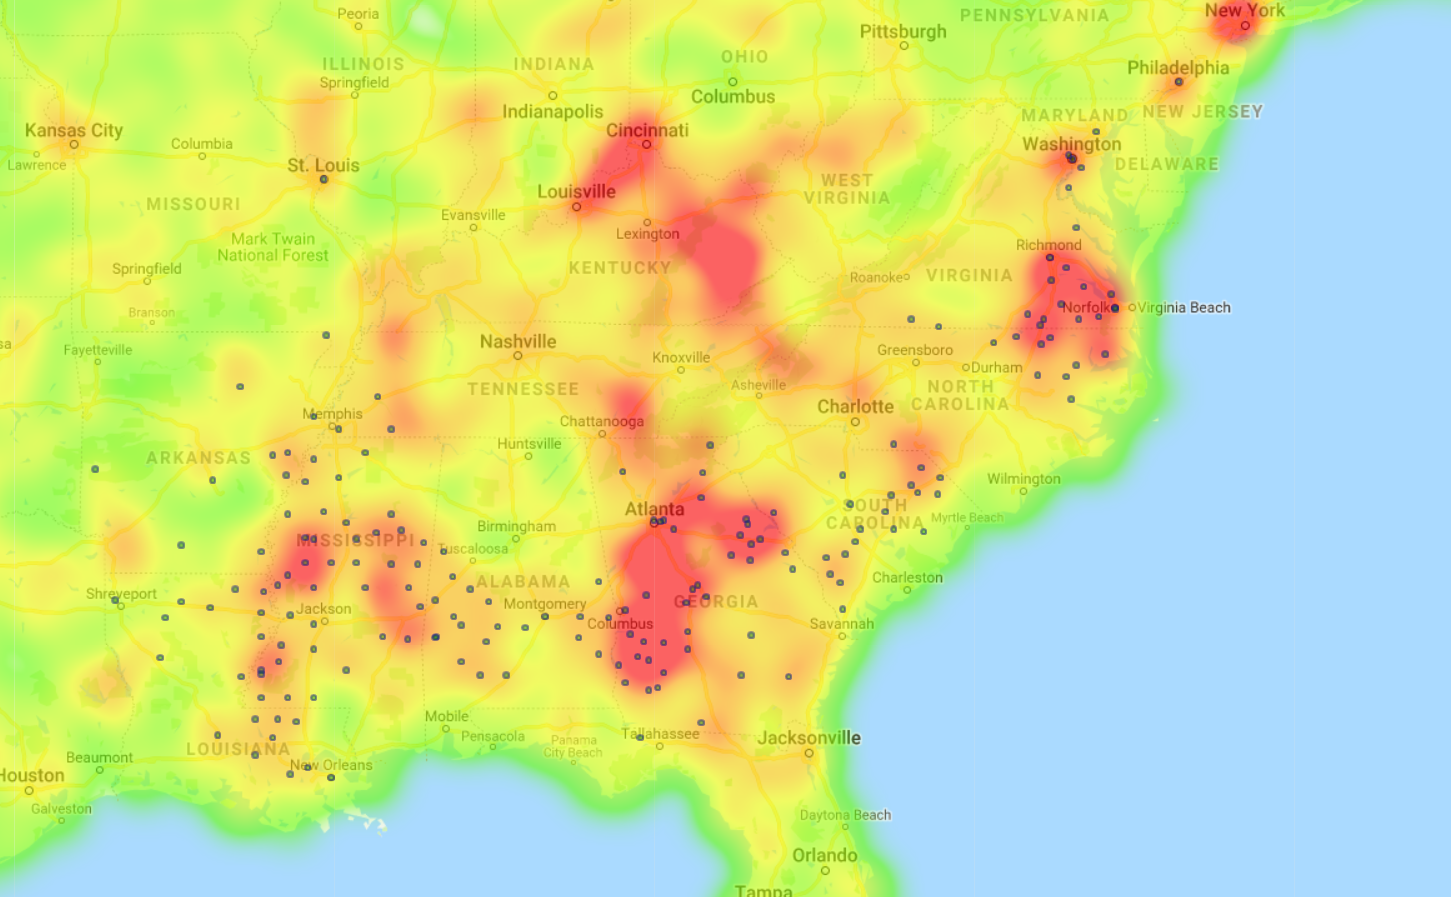 Peoria
New York
PENNSYLVANIA
Pittsburgh
OHIO
ILLINOIS
INDIANA
Philadelphia
Springfield
Columbus
Indianapolis
MARYLAND
NEW JERSEY
Kansas City
Cincinnati
Columbia
Washington
Lawrence
St. Louis
DELAWARE
Louisville
WEST
VIRGINIA
MISSOURI
Evansville
Lexington
Mark Twain
National Forest
Richmond
KENTUCKY
Springfield
Roanoke
VIRGINIA
Branson
Norfolk
Virginia Beach
sa
Nashville
Fayetteville
Knoxville
Greensboro
Durham
TENNESSEE
Asheville
NORTH
CAROLINA
Memphis
Charlotte
Chattanooga
Huntsville
ARKANSAS
Wilmington
Atlanta
SOUTH
CAROLINA
Myrtle Beach
Birmingham
MISSISSIPPI
Tuscaloosa
ALABAMA
Charleston
Shreveport
Montgomery
GEORGIA
Jackson
Columbus
Savannah
Mobile
Pensacola
Tallahassee
Jacksonville
Panama
City Beach
LOUISIANA
Beaumont
New Orleans
Houston
Galveston
Daytona Beach
Orlando
Tampa